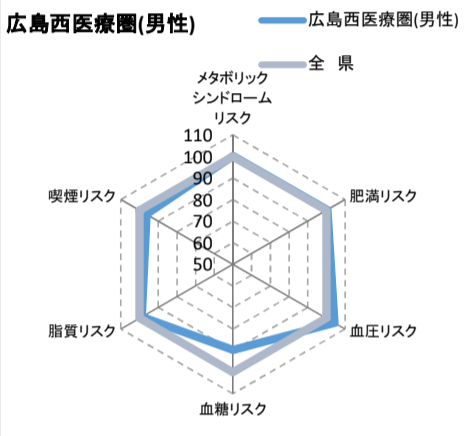 広島西医療圏(男性)
広島西医療圏(男性)
全　県
メタボリック
シンドローム
リスク
110
100
90
80
70
60
50
喫煙リスク
肥満リスク
脂質リスク
血圧リスク
血糖リスク